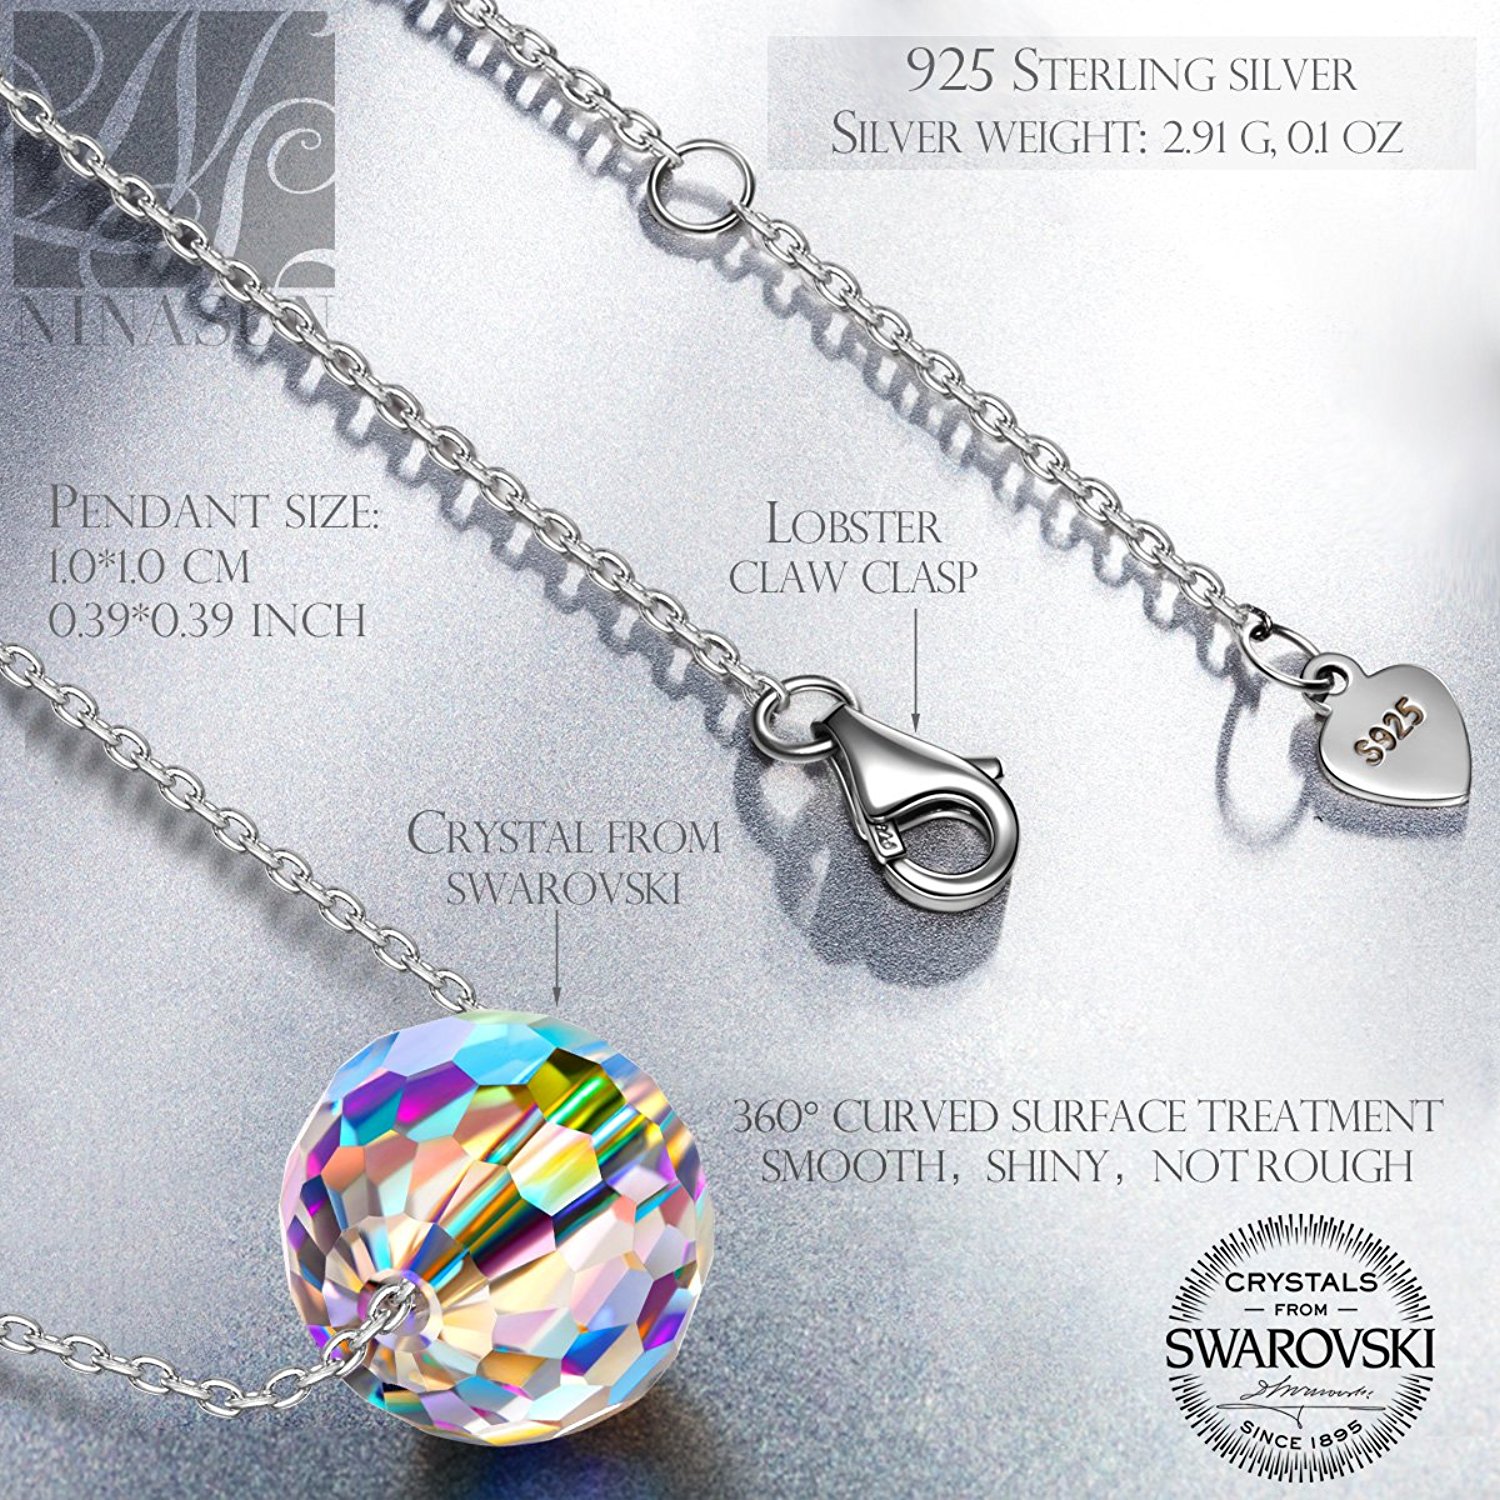 NINASUN
925 STERLING SILVER
SILVER WEIGHT: 2.91 G, 0.1 OZ
PENDANT SIZE:
1.0*1.0 CM
0.39*0.39 INCH
LOBSTER
CLAW CLASP
S925
CRYSTAL FROM
SWAROVSKI
360° CURVED SURFACE TREATMENT
SMOOTH, SHINY, NOT ROUGH
CRYSTALS
— FROM —
SWAROVSKI
SINCE 1895